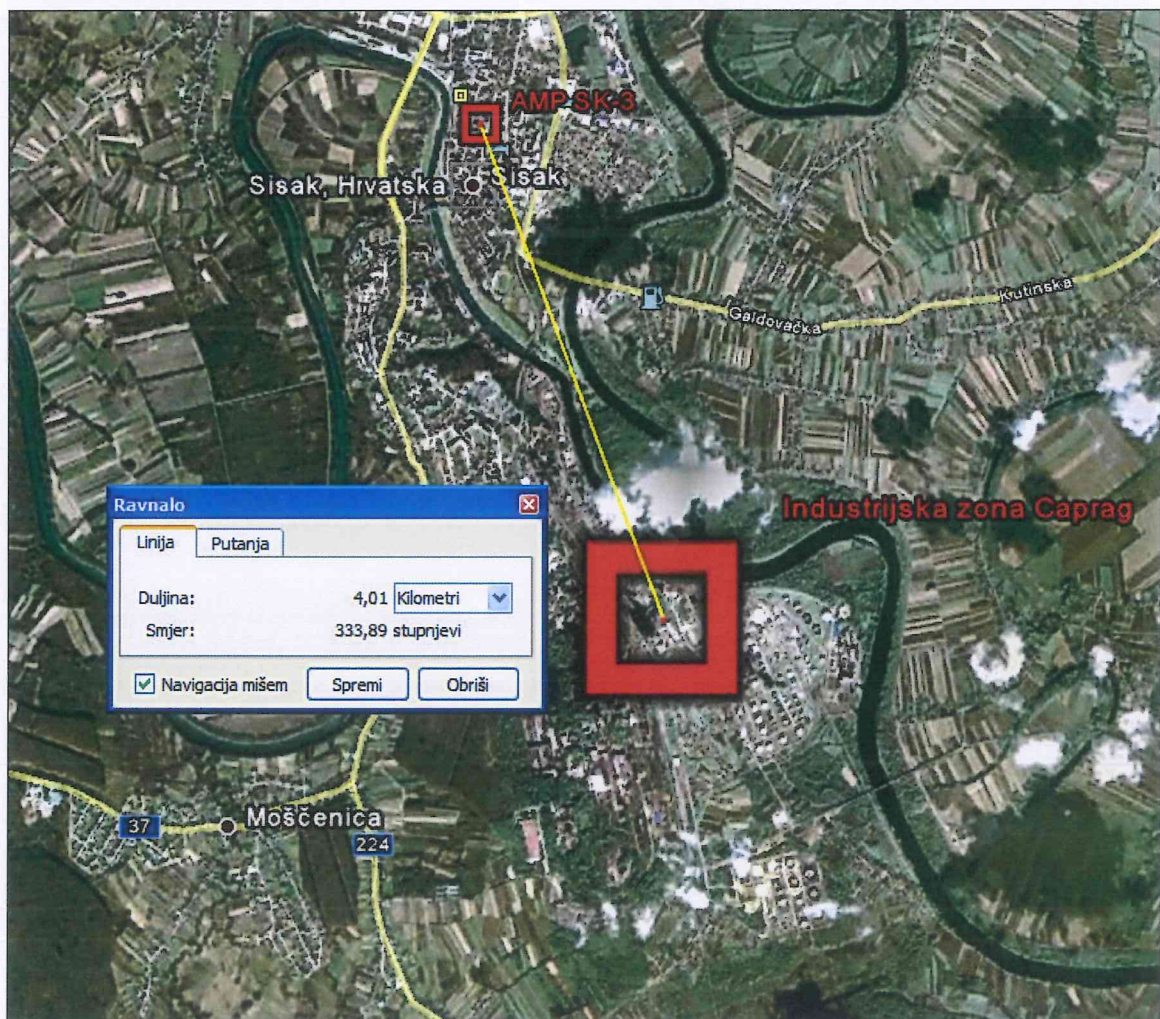 AMP SK-3
Sisak, Hrvatska
Sisak
Galdovačka
Kutinska
Industrijska zona Caprag
Ravnalo
Linija
Putanja
Duljina:
4,01
Kilometri
Smjer:
333,89 stupnjevi
Navigacija mišem
Spremi
Obriši
Moščenica
37
224